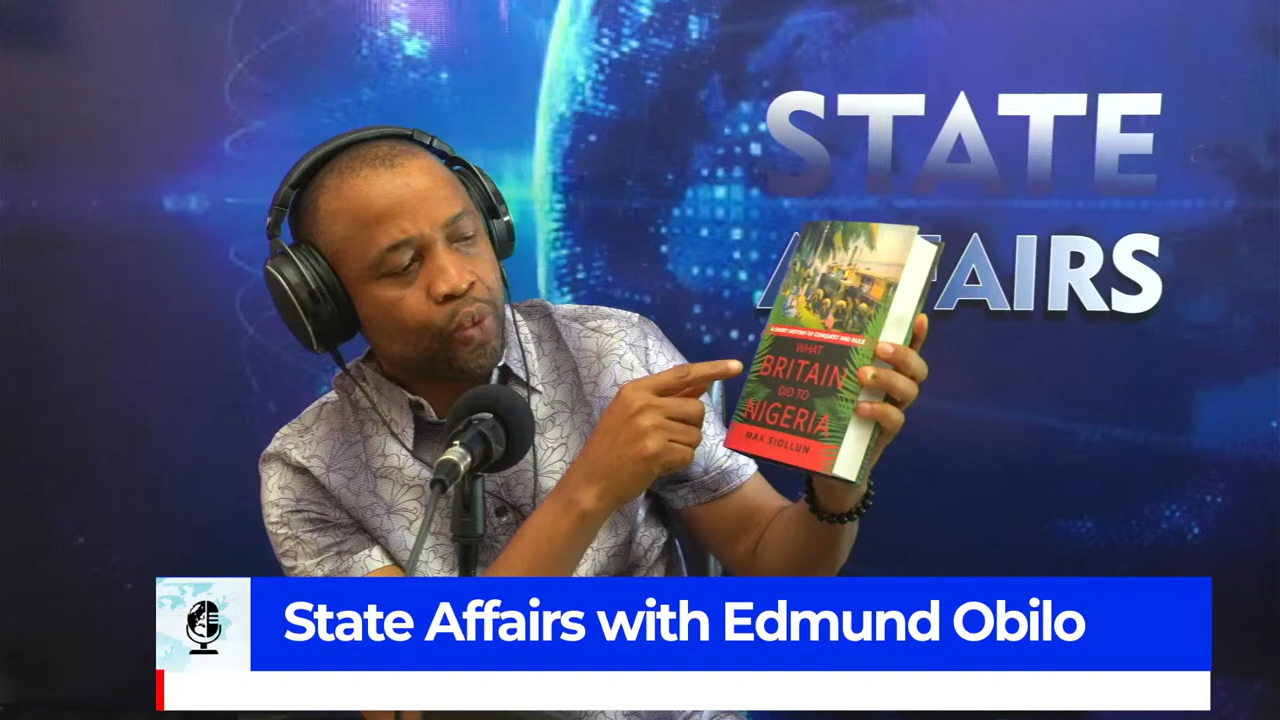 STATE
AFFAIRS
A SHORT HISTORY OF CONQUEST AND RULE
WHAT
BRITAIN
DID TO
NIGERIA
MAX SIOLLUN
State Affairs with Edmund Obilo